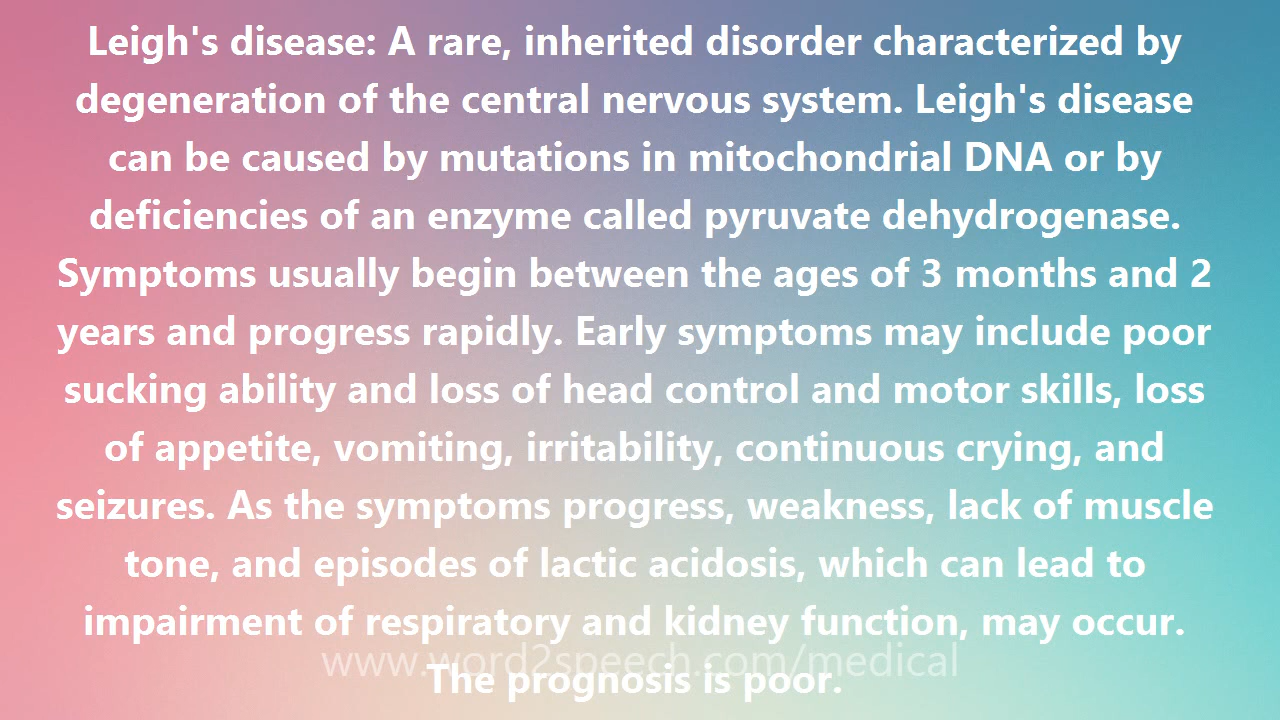 Leigh's disease: A rare, inherited disorder characterized by
degeneration of the central nervous system. Leigh's disease
can be caused by mutations in mitochondrial DNA or by
deficiencies of an enzyme called pyruvate dehydrogenase.
Symptoms usually begin between the ages of 3 months and 2
years and progress rapidly. Early symptoms may include poor
sucking ability and loss of head control and motor skills, loss
of appetite, vomiting, irritability, continuous crying, and
seizures. As the symptoms progress, weakness, lack of muscle
tone, and episodes of lactic acidosis, which can lead to
impairment of respiratory and kidney function, may occur.
www.word2speech.com/medical
The prognosis is poor.